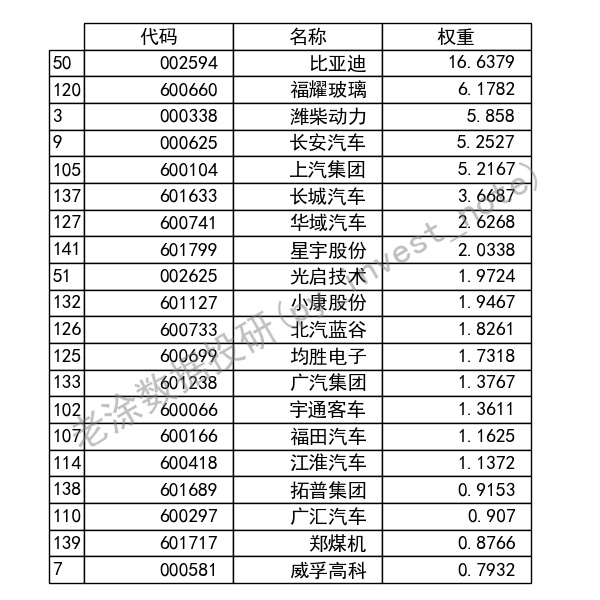 代码 名称 权重
50 002594 比亚迪 16.6379
120 600660 福耀玻璃 6.1782
3 000338 潍柴动力 5.858
9 000625 长安汽车 5.2527
105 600104 上汽集团 5.2167
137 601633 长城汽车 3.6687
127 600741 华域汽车 2.6268
141 601799 星宇股份 2.0338
51 002625 光启技术 1.9724
132 601127 小康股份 1.9467
126 600733 北汽蓝谷 1.8261
125 600699 均胜电子 1.7318
133 601238 广汽集团 1.3767
102 600066 宇通客车 1.3611
107 600166 福田汽车 1.1625
114 600418 江淮汽车 1.1372
138 601689 拓普集团 0.9153
110 600297 广汇汽车 0.907
139 601717 郑煤机 0.8766
7 000581 威孚高科 0.7932
老涂数据投研(py_invest_note)